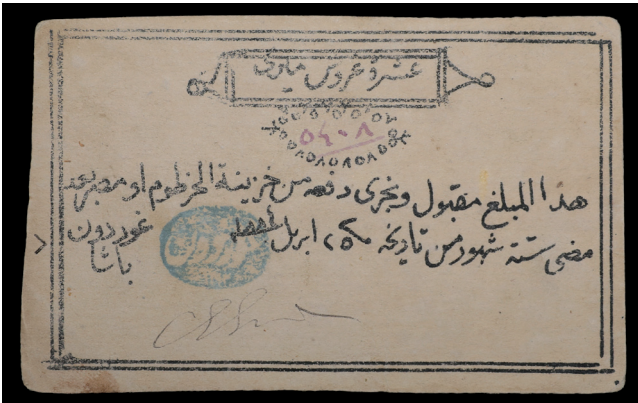 عشرة غروش
٥٤٠٨
هذا المبلغ مقبول ويجرى دفعه من خزينة الخرطوم او مصر بعد
مضى ستة شهور من تاريخه ٢٥ ابريل غوردون
باشا